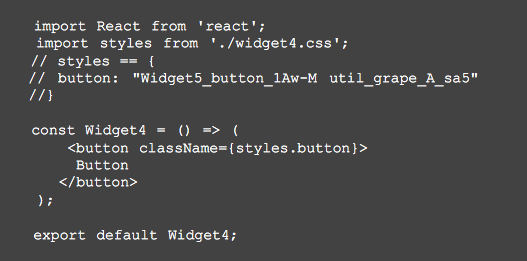 import React from 'react';
import styles from './widget4.css';
// styles == {
// button: "Widget5_button_1Aw-M util_grape_A_sa5"
//}
const Widget4 = () => (
<button className={styles.button}>
Button
</button>
);
export default Widget4;